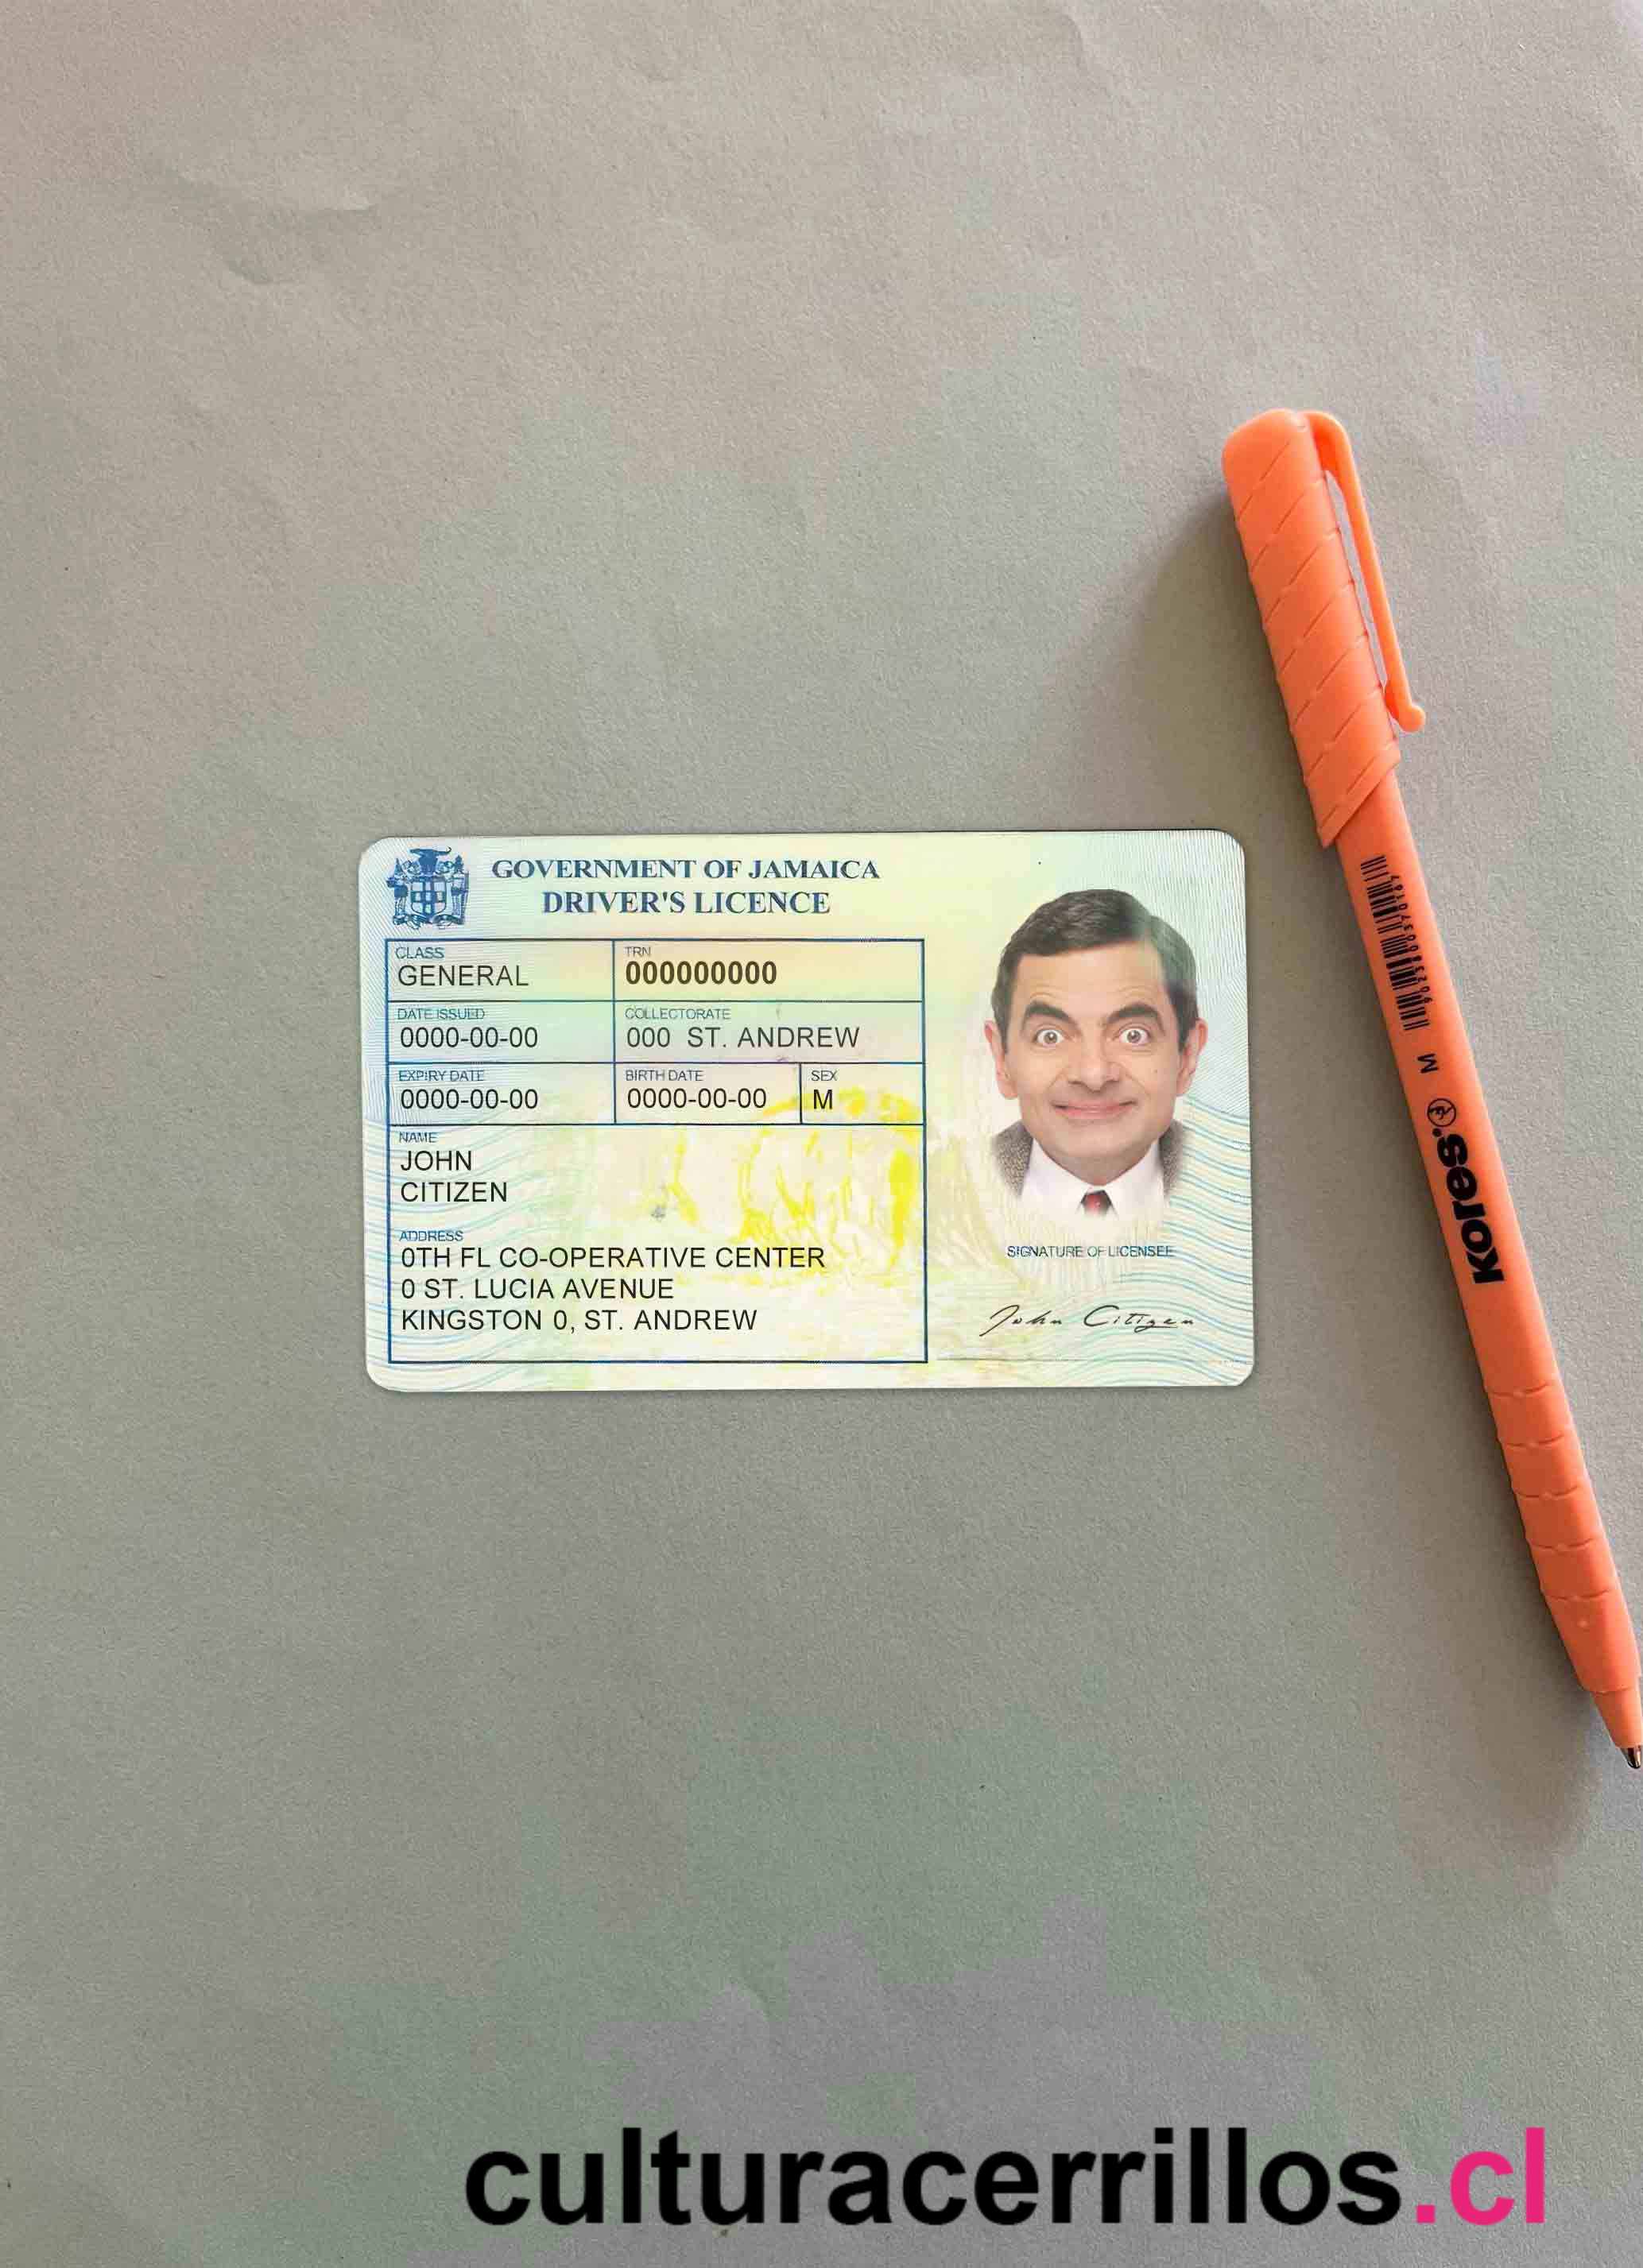 GOVERNMENT OF JAMAICA
DRIVER'S LICENCE
CLASS
GENERAL
TRN
000000000
DATE ISSUED
0000-00-00
COLLECTORATE
000 ST. ANDREW
EXPIRY DATE
0000-00-00
BIRTH DATE
0000-00-00
SEX
M
NAME
JOHN
CITIZEN
ADDRESS
0TH FL CO-OPERATIVE CENTER
0 ST. LUCIA AVENUE
KINGSTON 0, ST. ANDREW
SIGNATURE OF LICENSEE
John Citizen
Kores®
M
culturacerrillos.cl